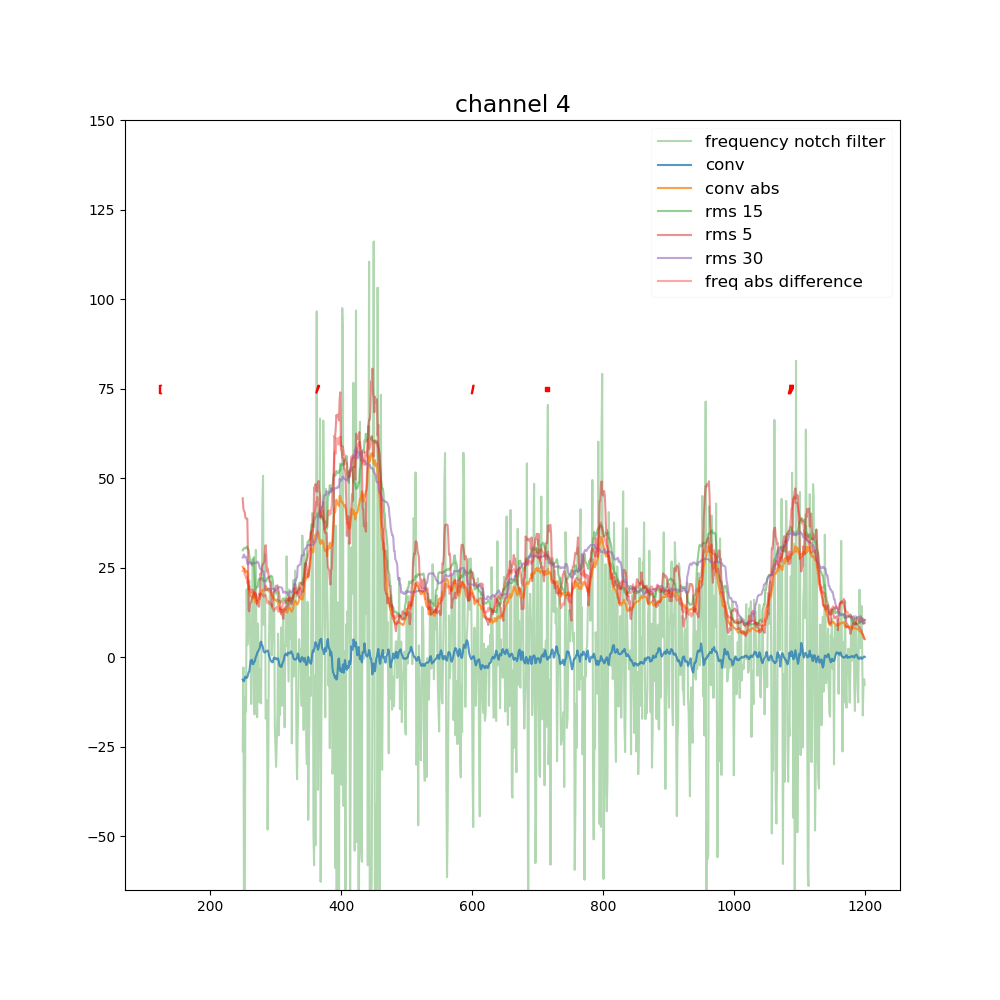 channel 4
150
125
100
75
50
25
0
−25
−50
200
400
600
800
1000
1200
frequency notch filter
conv
conv abs
rms 15
rms 5
rms 30
freq abs difference